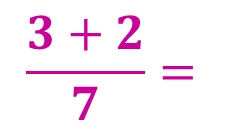 3 + 2
7 =